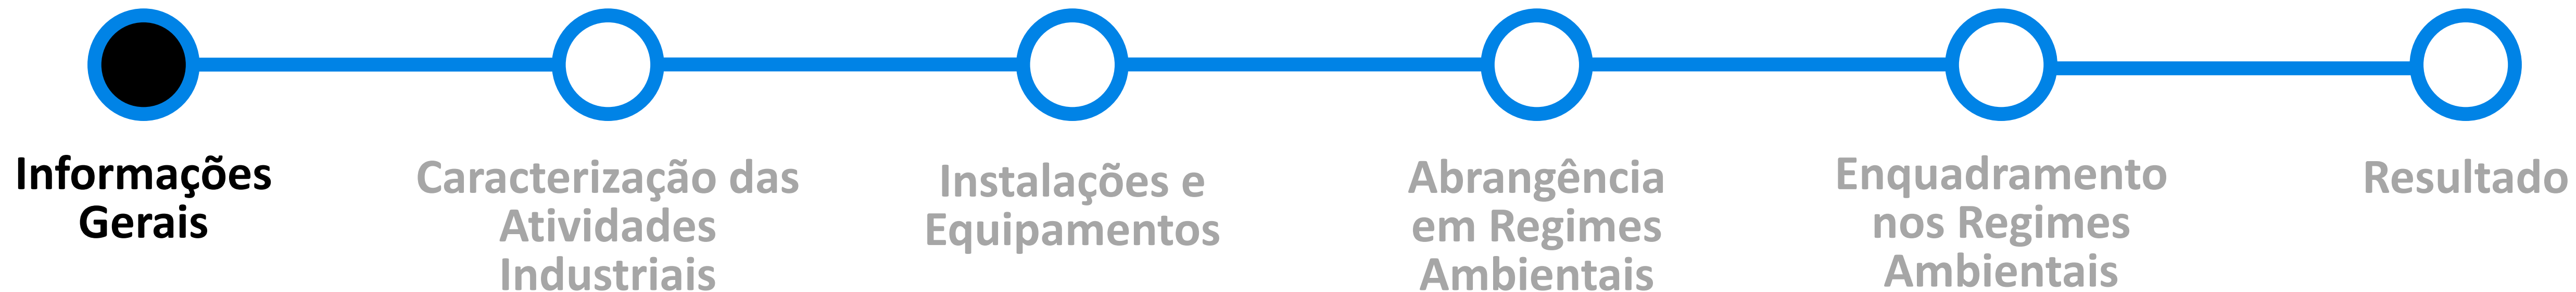 Informações
Gerais
Caracterização das
Atividades
Industriais
Instalações e
Equipamentos
Abrangência
em Regimes
Ambientais
Enquadramento
nos Regimes
Ambientais
Resultado